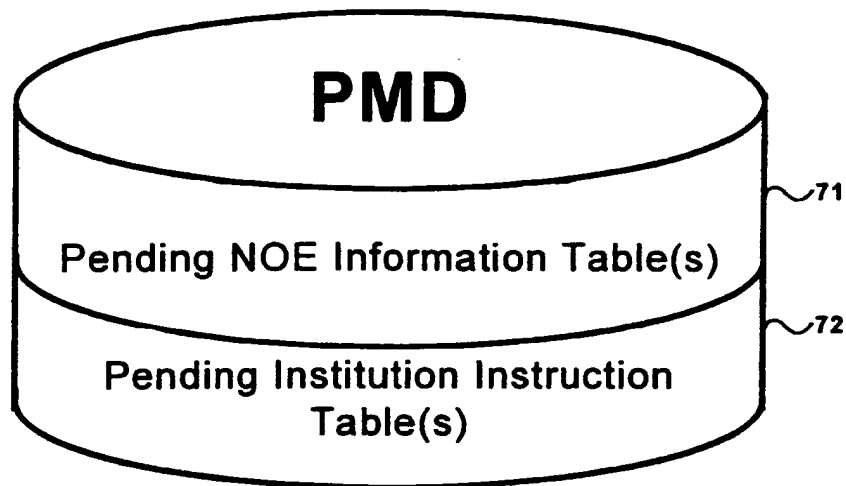 PMD
71
Pending NOE Information Table(s)
72
Pending Institution Instruction
Table(s)